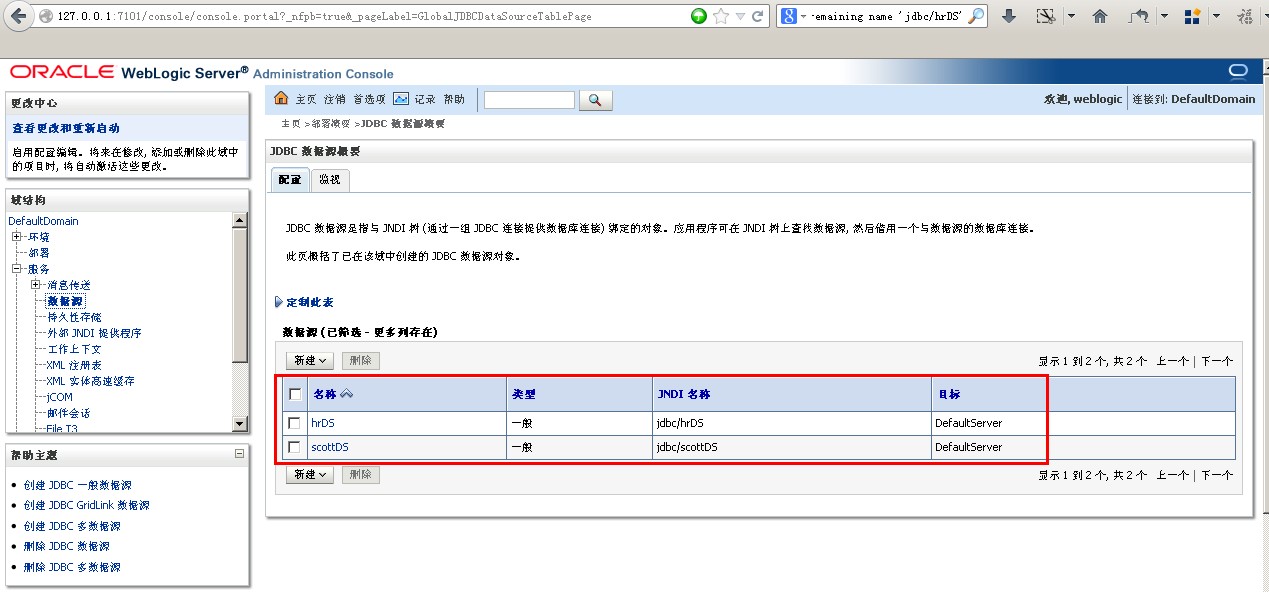 127.0.0.1:7101/console/console.portal?_nfpb=true&_pageLabel=GlobalJDBCDataSourceTablePage
emaining name 'jdbc/hrDS'
ORACLE WebLogic Server® Administration Console
更改中心
查看更改和重新启动
启用配置编辑。将来在修改, 添加或删除此域中
的项目时, 将自动激活这些更改。
域结构
DefaultDomain
环境
部署
服务
消息传送
数据源
持久性存储
外部 JNDI 提供程序
工作上下文
XML 注册表
XML 实体高速缓存
jCOM
邮件会话
File T3
帮助主题
创建 JDBC 一般数据源
创建 JDBC GridLink 数据源
创建 JDBC 多数据源
删除 JDBC 数据源
删除 JDBC 多数据源
主页 注销 首选项 记录 帮助
欢迎, weblogic 连接到: DefaultDomain
主页 >部署概要 >JDBC 数据源概要
JDBC 数据源概要
配置 监视
JDBC 数据源是指与 JNDI 树 (通过一组 JDBC 连接提供数据库连接) 绑定的对象。应用程序可在 JNDI 树上查找数据源, 然后借用一个与数据源的数据库连接。
此页概括了已在该域中创建的 JDBC 数据源对象。
定制此表
数据源 (已筛选 - 更多列存在)
新建 删除 显示 1 到 2 个, 共 2 个 上一个 | 下一个
名称 类型 JNDI 名称 目标
hrDS 一般 jdbc/hrDS DefaultServer
scottDS 一般 jdbc/scottDS DefaultServer
新建 删除 显示 1 到 2 个, 共 2 个 上一个 | 下一个